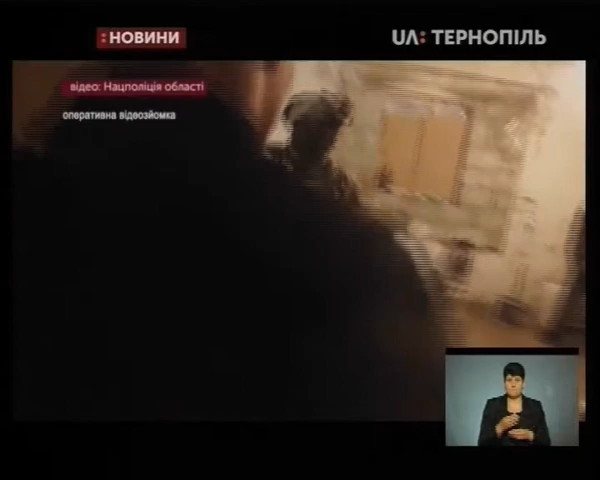 :НОВИНИ
UA: ТЕРНОПІЛЬ
відео: Нацполіція області
оперативна відеозйомка